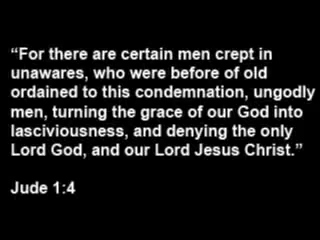 “For there are certain men crept in
unawares, who were before of old
ordained to this condemnation, ungodly
men, turning the grace of our God into
lasciviousness, and denying the only
Lord God, and our Lord Jesus Christ.”
Jude 1:4